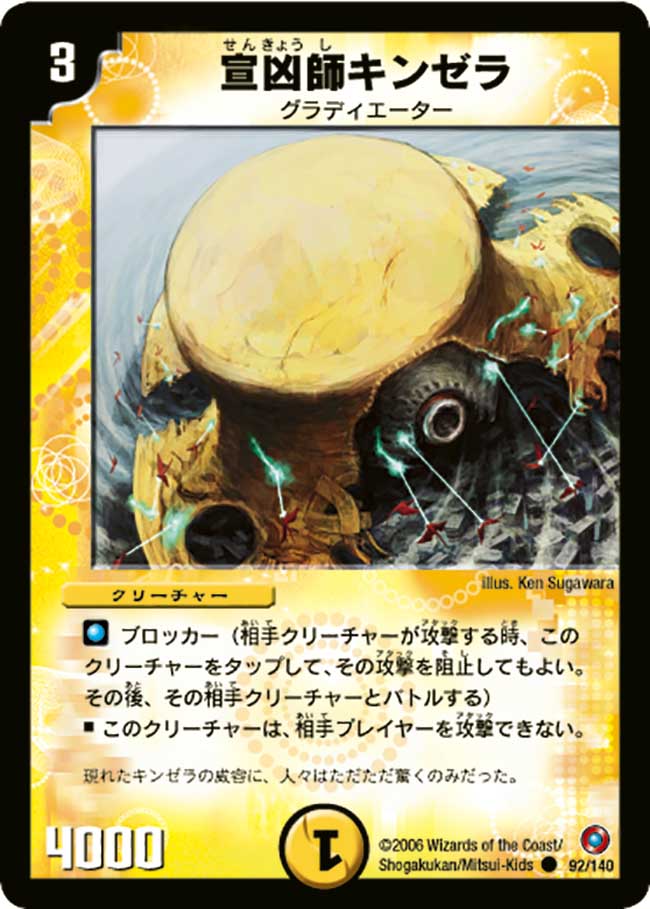 3
せんきょうし
宣凶師キンゼラ
グラディエーター
illus. Ken Sugawara
クリーチャー
ブロッカー（相手クリーチャーが攻撃する時、この
クリーチャーをタップして、その攻撃を阻止してもよい。
その後、その相手クリーチャーとバトルする）
■ このクリーチャーは、相手プレイヤーを攻撃できない。
現れたキンゼラの威容に、人々はただただ驚くのみだった。
4000
1
©2006 Wizards of the Coast/
Shogakukan/Mitsui-Kids ● 92/140